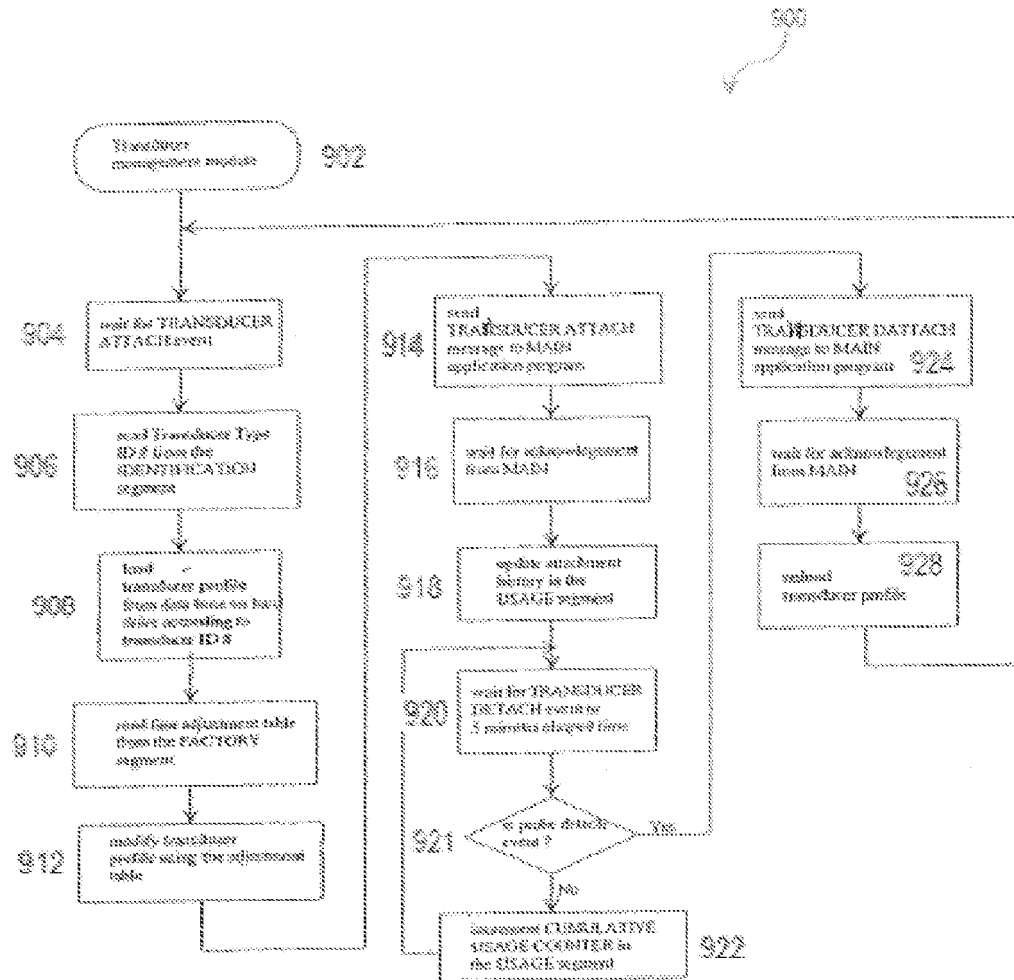 900
Transducer
management module
902
904
wait for TRANSDUCER
ATTACH event
906
read Transducer Type
ID # from the
IDENTIFICATION
segment
908
load
transducer profile
from data base on hard
drive according to
transducer ID #
910
read fine adjustment table
from the FACTORY
segment
912
modify transducer
profile using the adjustment
table
914
send
TRANSDUCER ATTACH
message to MAIN
application program
916
wait for acknowlegement
from MAIN
918
update attachment
history in the
USAGE segment
920
wait for TRANSDUCER
DETACH event or
5 minutes elapsed time
921
is probe detach
event ?
Yes
No
increment CUMULATIVE
USAGE COUNTER in
the USAGE segment
922
send
TRANSDUCER DATTACH
message to MAIN
application program
924
wait for acknowlegement
from MAIN
926
928
unload
transducer profile